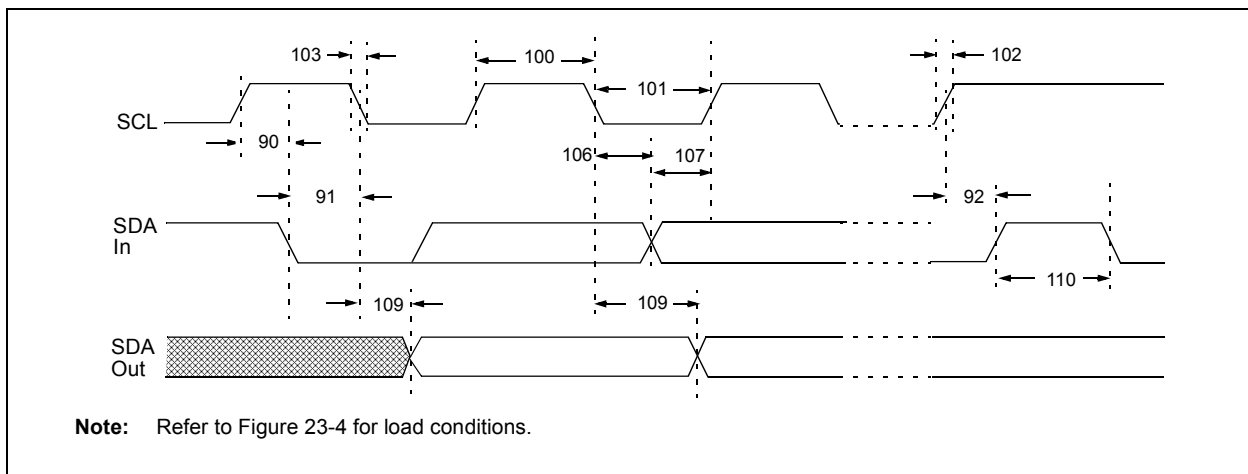 103
100
102
101
SCL
90
106
107
91
92
SDA
In
109
109
110
SDA
Out
Note: Refer to Figure 23-4 for load conditions.